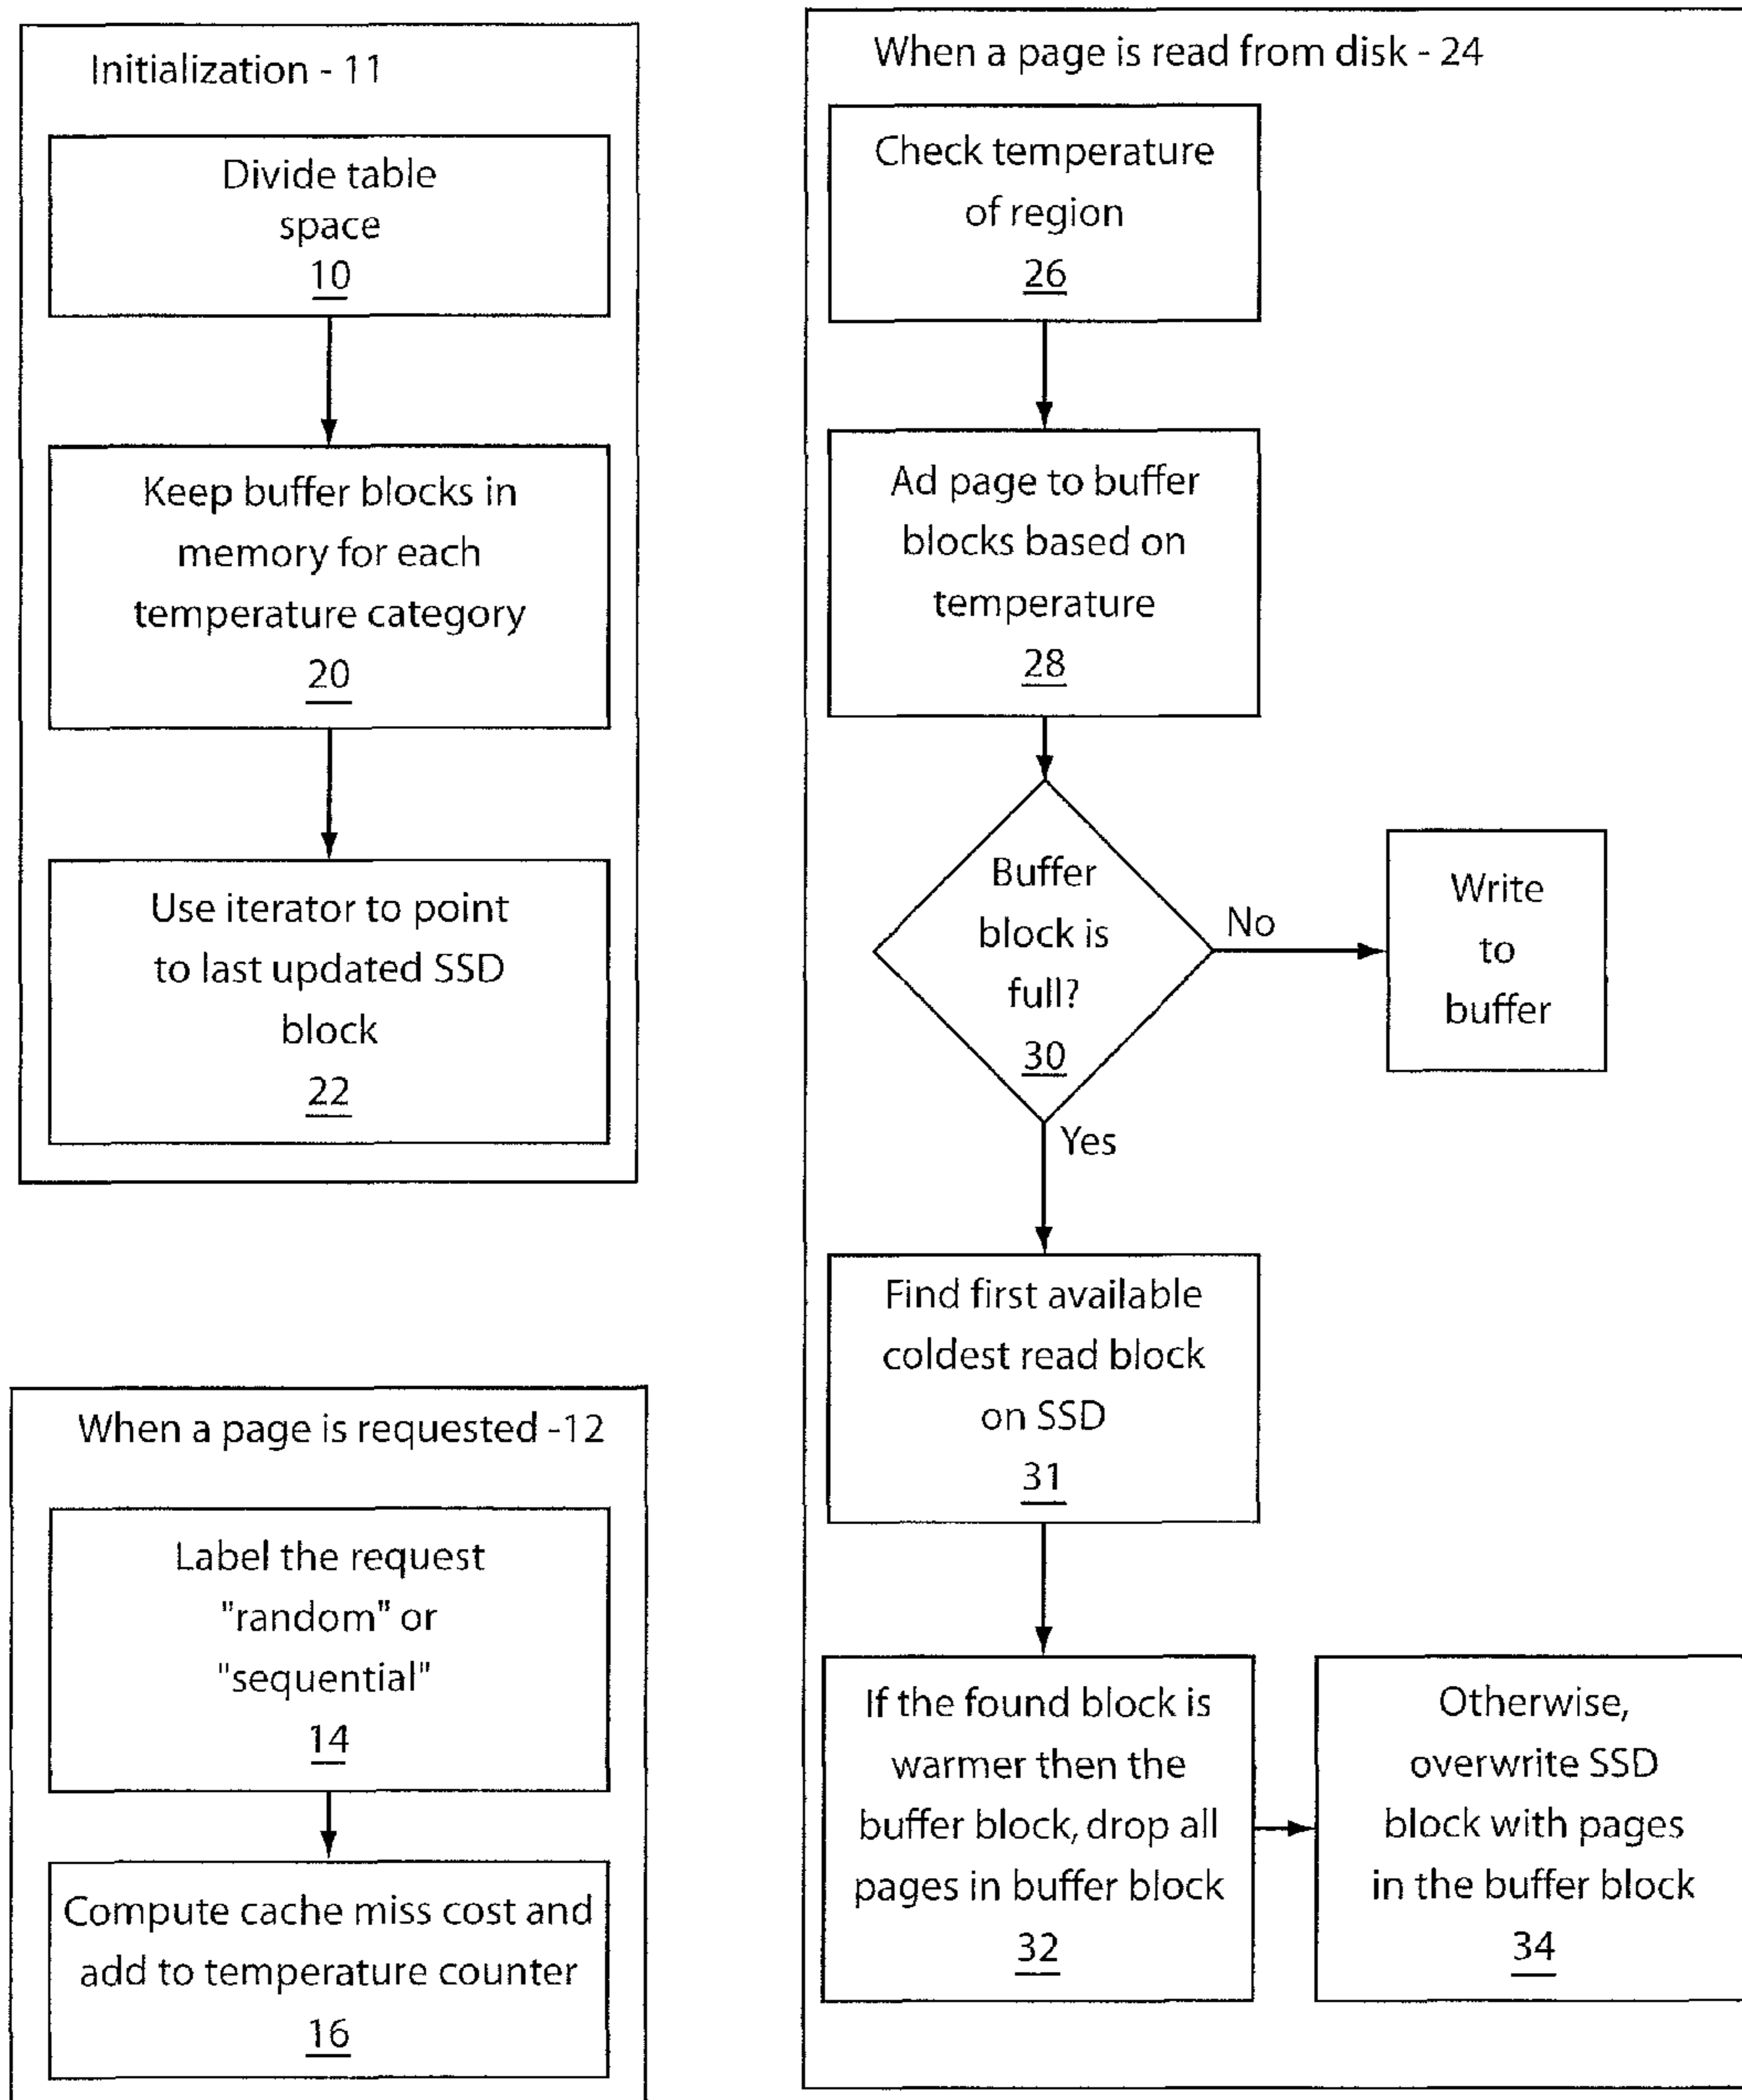 Initialization - 11
Divide table
space
10
Keep buffer blocks in
memory for each
temperature category
20
Use iterator to point
to last updated SSD
block
22
When a page is requested -12
Label the request
"random" or
"sequential"
14
Compute cache miss cost and
add to temperature counter
16
When a page is read from disk - 24
Check temperature
of region
26
Ad page to buffer
blocks based on
temperature
28
Buffer
block is
full?
30
No
Write
to
buffer
Yes
Find first available
coldest read block
on SSD
31
If the found block is
warmer then the
buffer block, drop all
pages in buffer block
32
Otherwise,
overwrite SSD
block with pages
in the buffer block
34